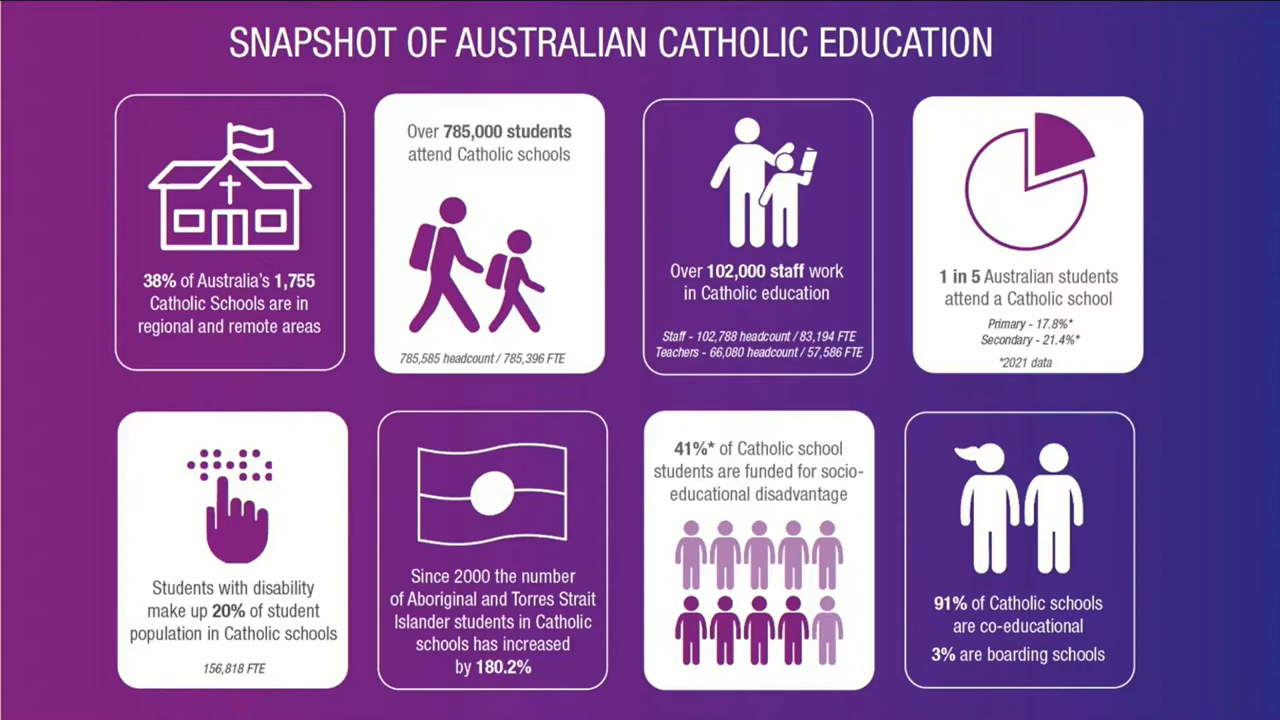 SNAPSHOT OF AUSTRALIAN CATHOLIC EDUCATION
38% of Australia's 1,755
Catholic Schools are in
regional and remote areas
Over 785,000 students
attend Catholic schools
785,585 headcount / 785,396 FTE
Over 102,000 staff work
in Catholic education
Staff - 102,788 headcount / 83,194 FTE
Teachers - 66,080 headcount / 57,586 FTE
1 in 5 Australian students
attend a Catholic school
Primary - 17.8%*
Secondary - 21.4%*
*2021 data
Students with disability
make up 20% of student
population in Catholic schools
156,818 FTE
Since 2000 the number
of Aboriginal and Torres Strait
Islander students in Catholic
schools has increased
by 180.2%
41%* of Catholic school
students are funded for socio-
educational disadvantage
91% of Catholic schools
are co-educational
3% are boarding schools